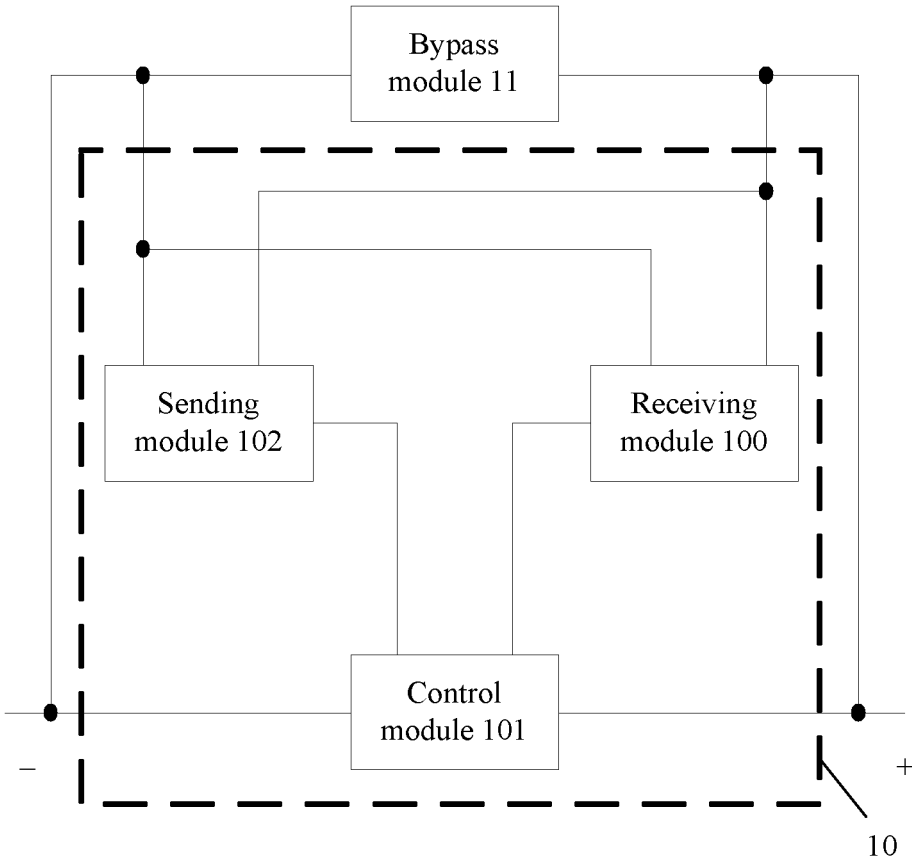 Bypass
module 11
Sending
module 102
Receiving
module 100
Control
module 101
–
+
10